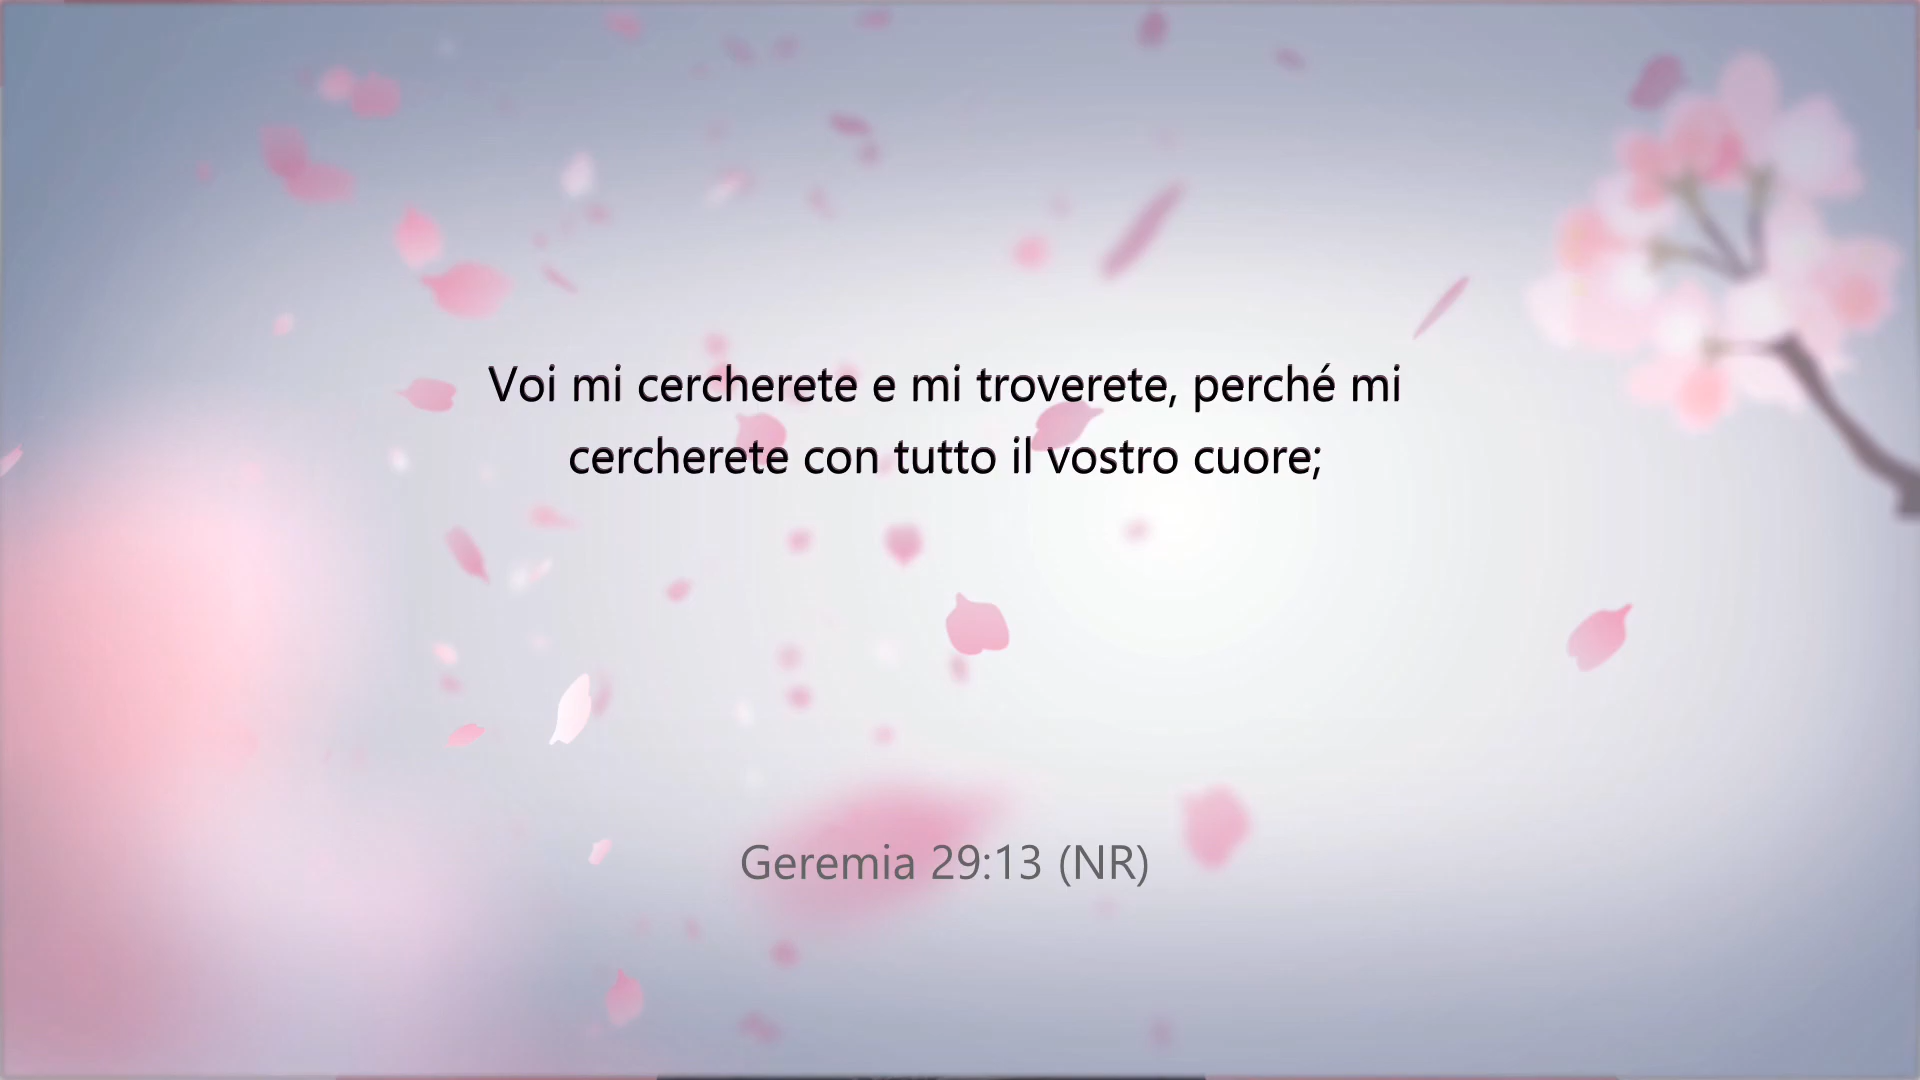 Voi mi cercherete e mi troverete, perché mi
cercherete con tutto il vostro cuore;
Geremia 29:13 (NR)